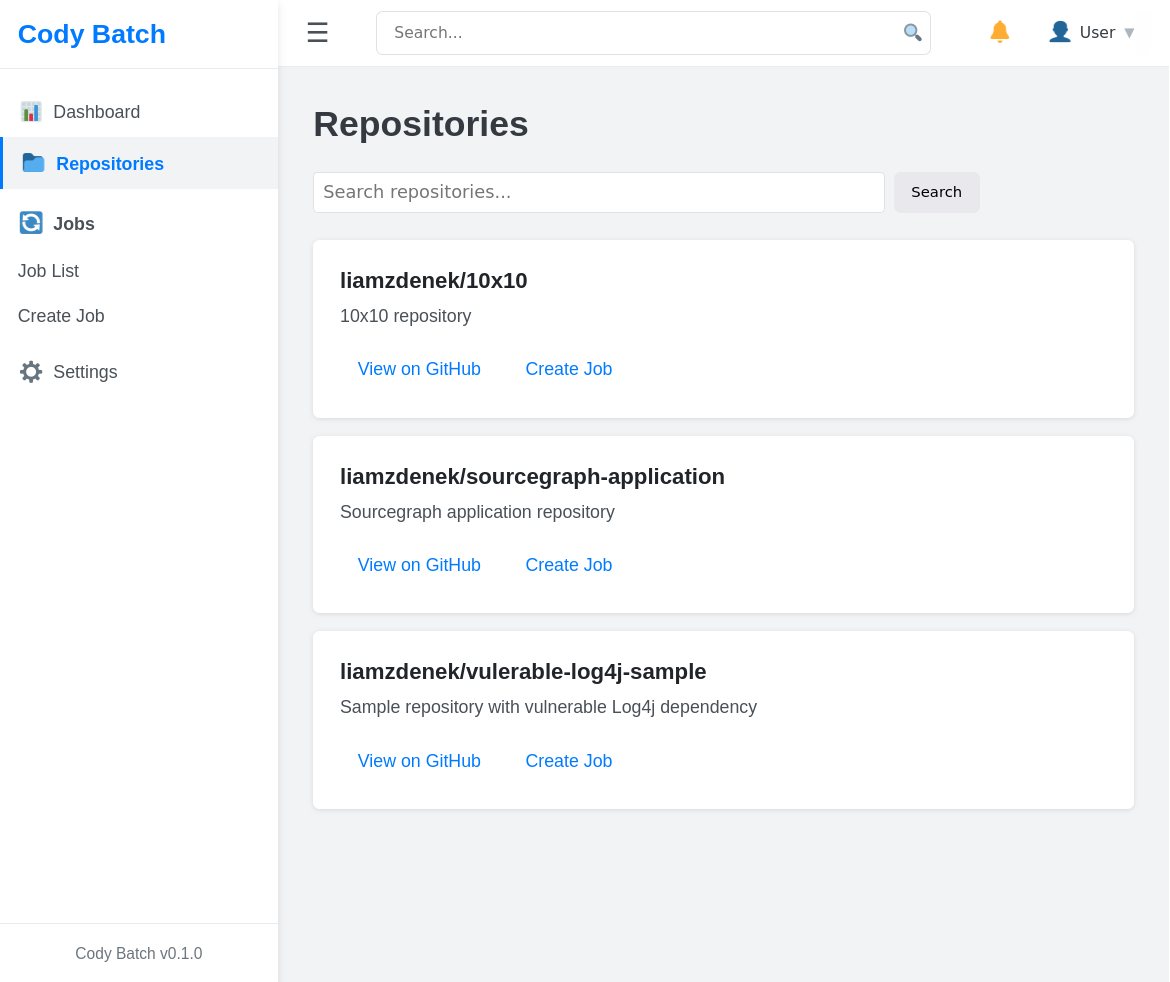 Cody Batch
Search...
User ▼
Dashboard
Repositories
Jobs
Job List
Create Job
Settings
Cody Batch v0.1.0
Repositories
Search repositories...
Search
liamzdenek/10x10
10x10 repository
View on GitHub Create Job
liamzdenek/sourcegraph-application
Sourcegraph application repository
View on GitHub Create Job
liamzdenek/vulerable-log4j-sample
Sample repository with vulnerable Log4j dependency
View on GitHub Create Job